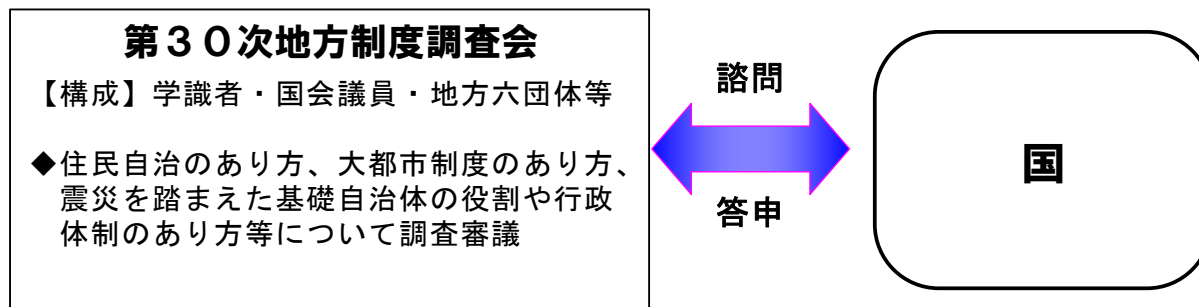 第３０次地方制度調査会
【構成】学識者・国会議員・地方六団体等
◆住民自治のあり方、大都市制度のあり方、
震災を踏まえた基礎自治体の役割や行政
体制のあり方等について調査審議
諮問
答申
国